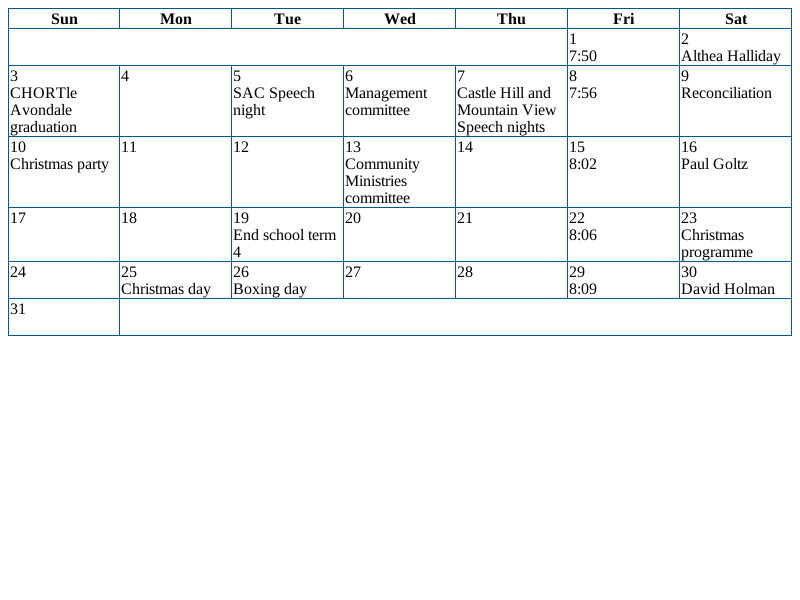 Sun Mon Tue Wed Thu Fri Sat
1
7:50
2
Althea Halliday
3
CHORTle
Avondale
graduation
4
5
SAC Speech
night
6
Management
committee
7
Castle Hill and
Mountain View
Speech nights
8
7:56
9
Reconciliation
10
Christmas party
11
12
13
Community
Ministries
committee
14
15
8:02
16
Paul Goltz
17
18
19
End school term
4
20
21
22
8:06
23
Christmas
programme
24
25
Christmas day
26
Boxing day
27
28
29
8:09
30
David Holman
31